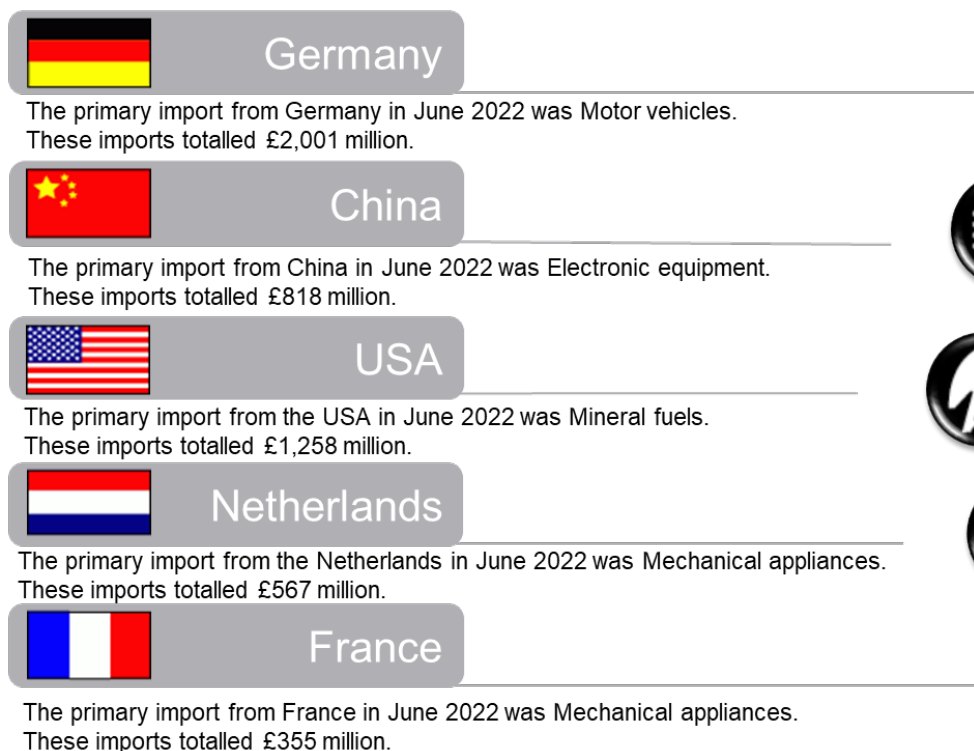 Germany
The primary import from Germany in June 2022 was Motor vehicles.
These imports totalled £2,001 million.
China
The primary import from China in June 2022 was Electronic equipment.
These imports totalled £818 million.
USA
The primary import from the USA in June 2022 was Mineral fuels.
These imports totalled £1,258 million.
Netherlands
The primary import from the Netherlands in June 2022 was Mechanical appliances.
These imports totalled £567 million.
France
The primary import from France in June 2022 was Mechanical appliances.
These imports totalled £355 million.